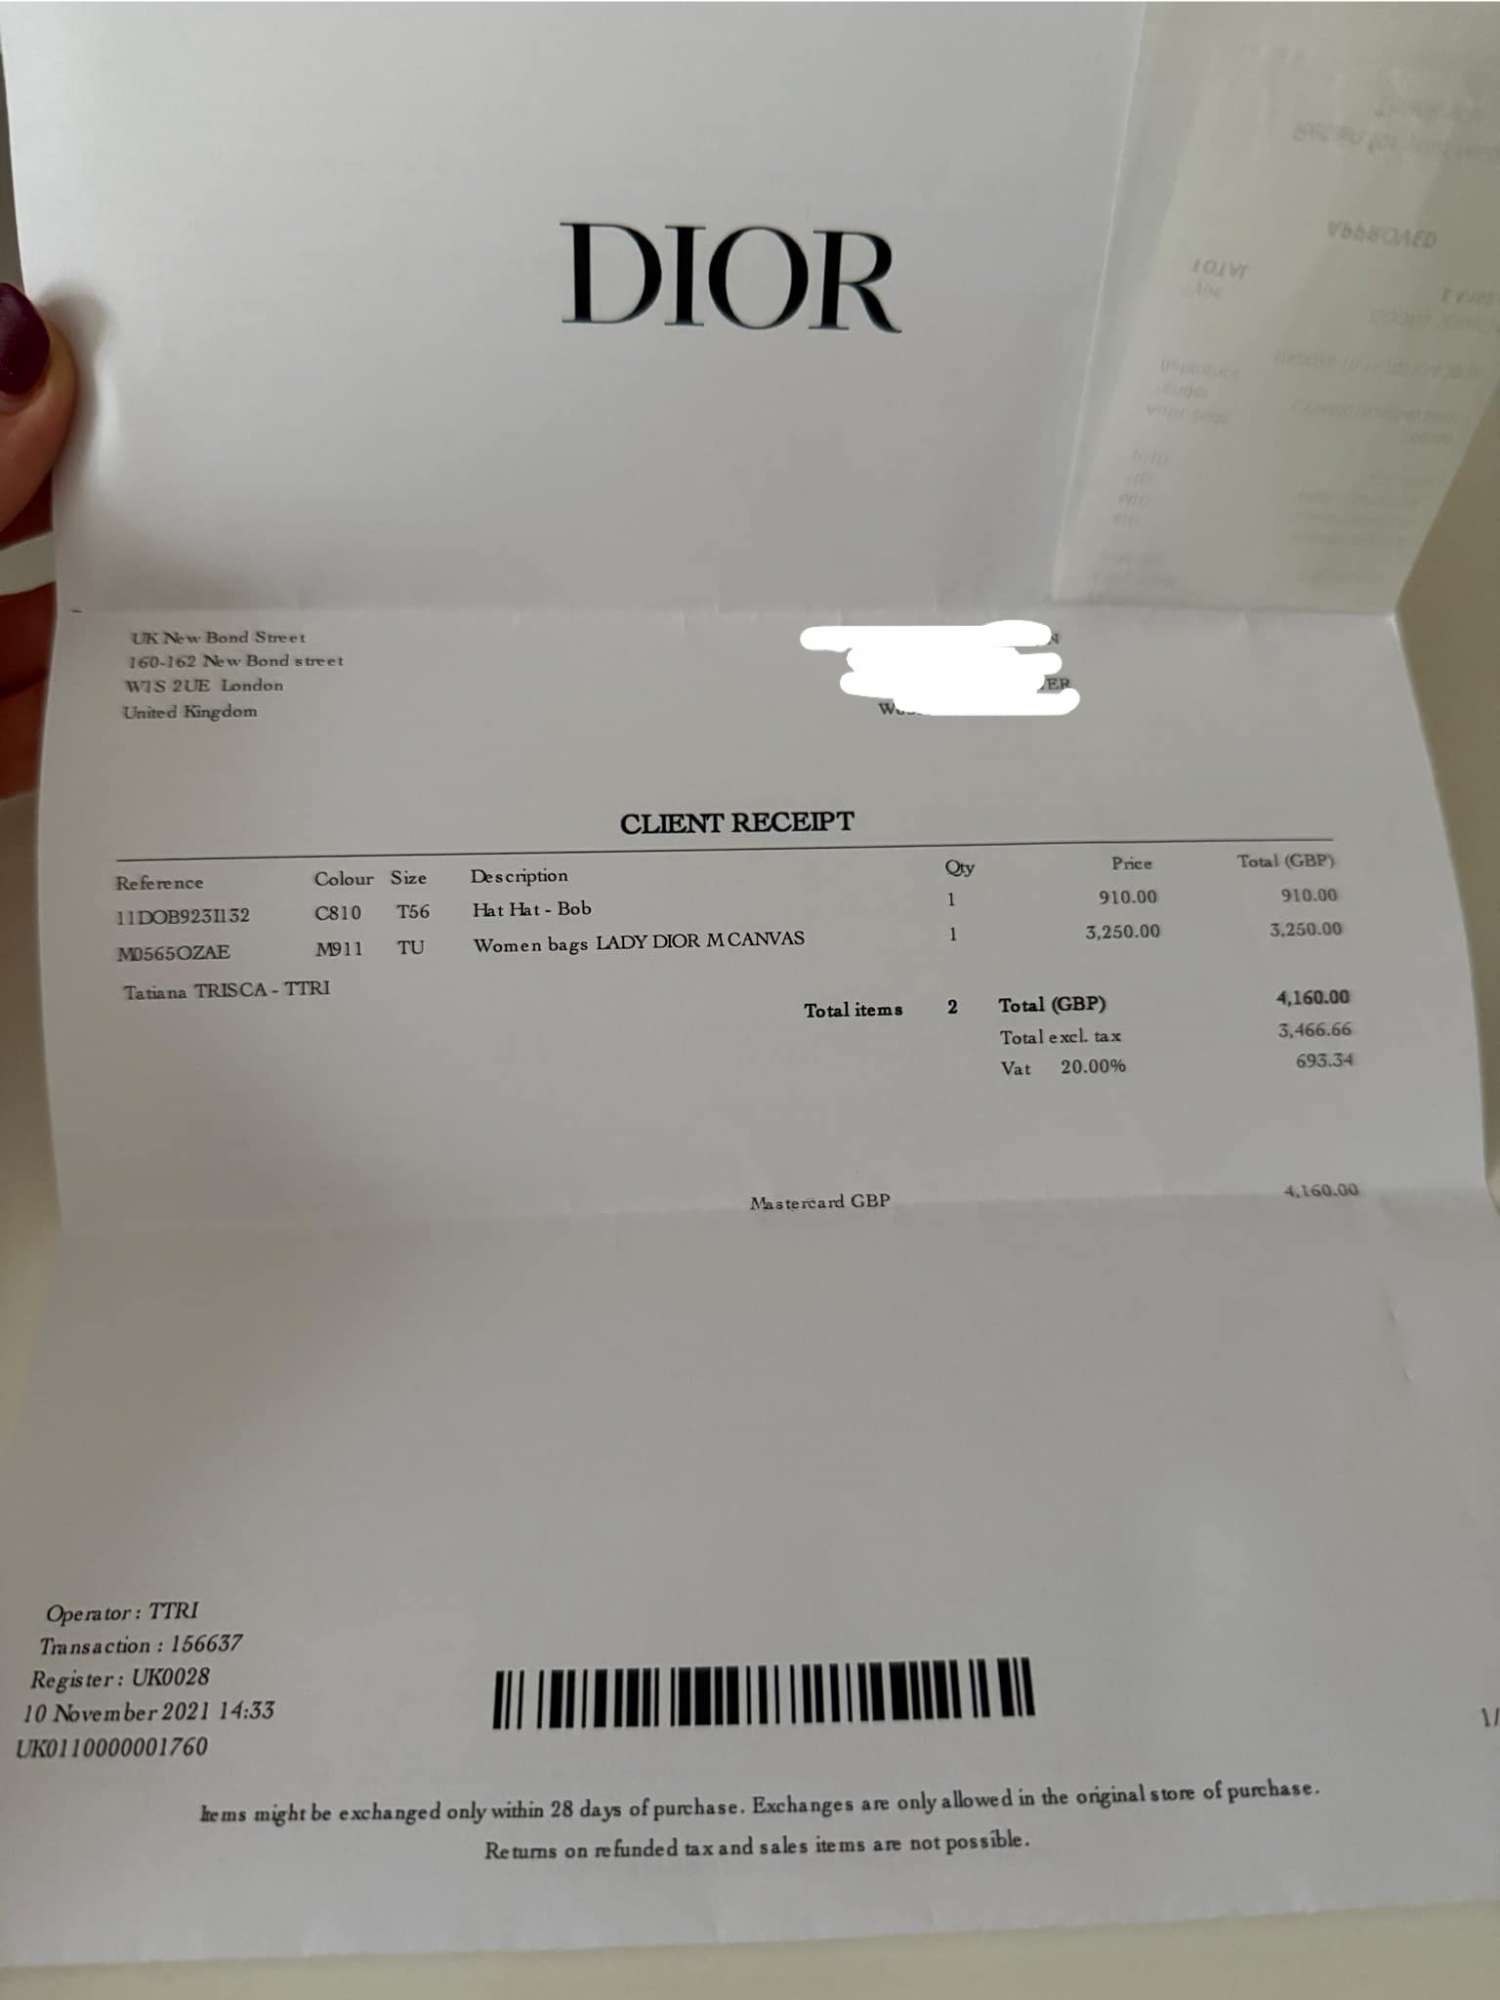 DIOR
UK New Bond Street
160-162 New Bond street
W1S 2UE London
United Kingdom
CLIENT RECEIPT
Reference Colour Size Description Qty Price Total (GBP)
11DOB923I132 C810 T56 Hat Hat - Bob 1 910.00 910.00
M0565OZAE M911 TU Women bags LADY DIOR M CANVAS 1 3,250.00 3,250.00
Tatiana TRISCA - TTRI
Total items 2 Total (GBP) 4,160.00
Total excl. tax 3,466.66
Vat 20.00% 693.34
Mastercard GBP 4,160.00
Operator : TTRI
Transaction : 156637
Register : UK0028
10 November 2021 14:33
UK0110000001760
1/
Items might be exchanged only within 28 days of purchase. Exchanges are only allowed in the original store of purchase.
Returns on refunded tax and sales items are not possible.